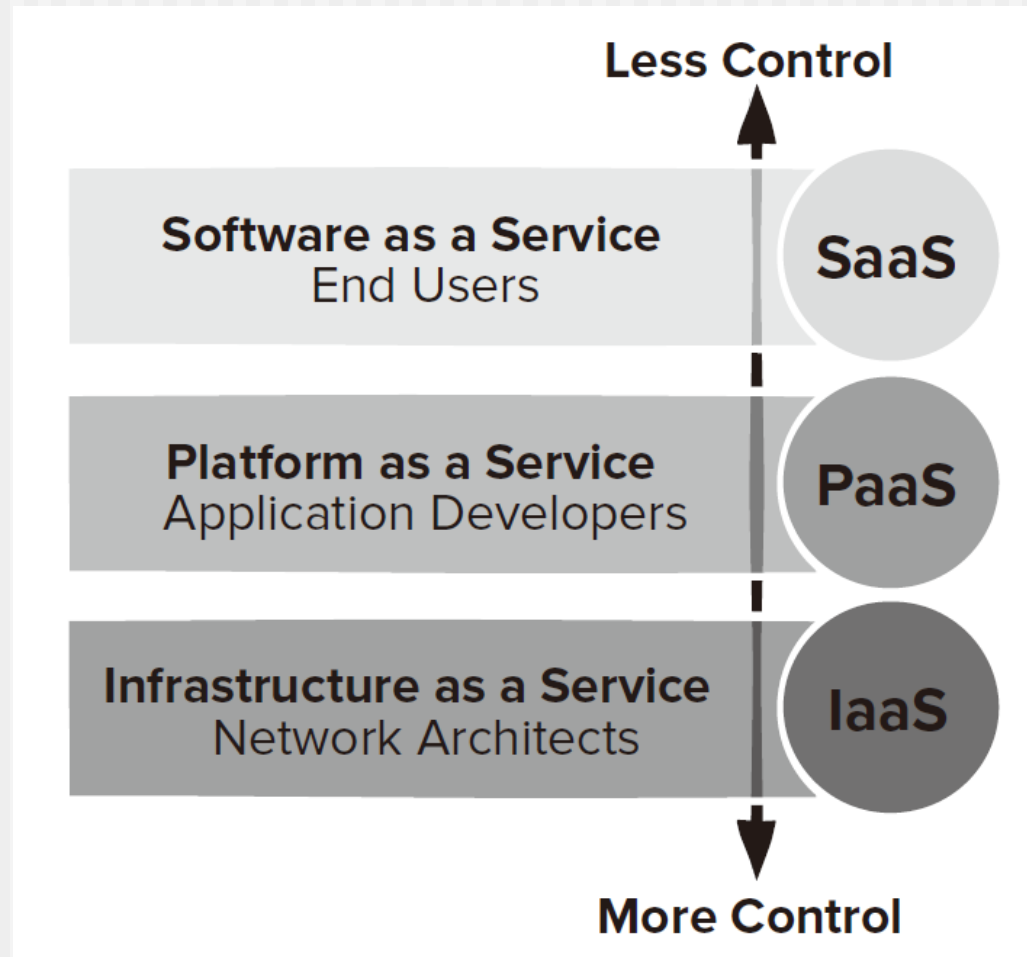 Less Control
Software as a Service
End Users
SaaS
Platform as a Service
Application Developers
PaaS
Infrastructure as a Service
Network Architects
IaaS
More Control